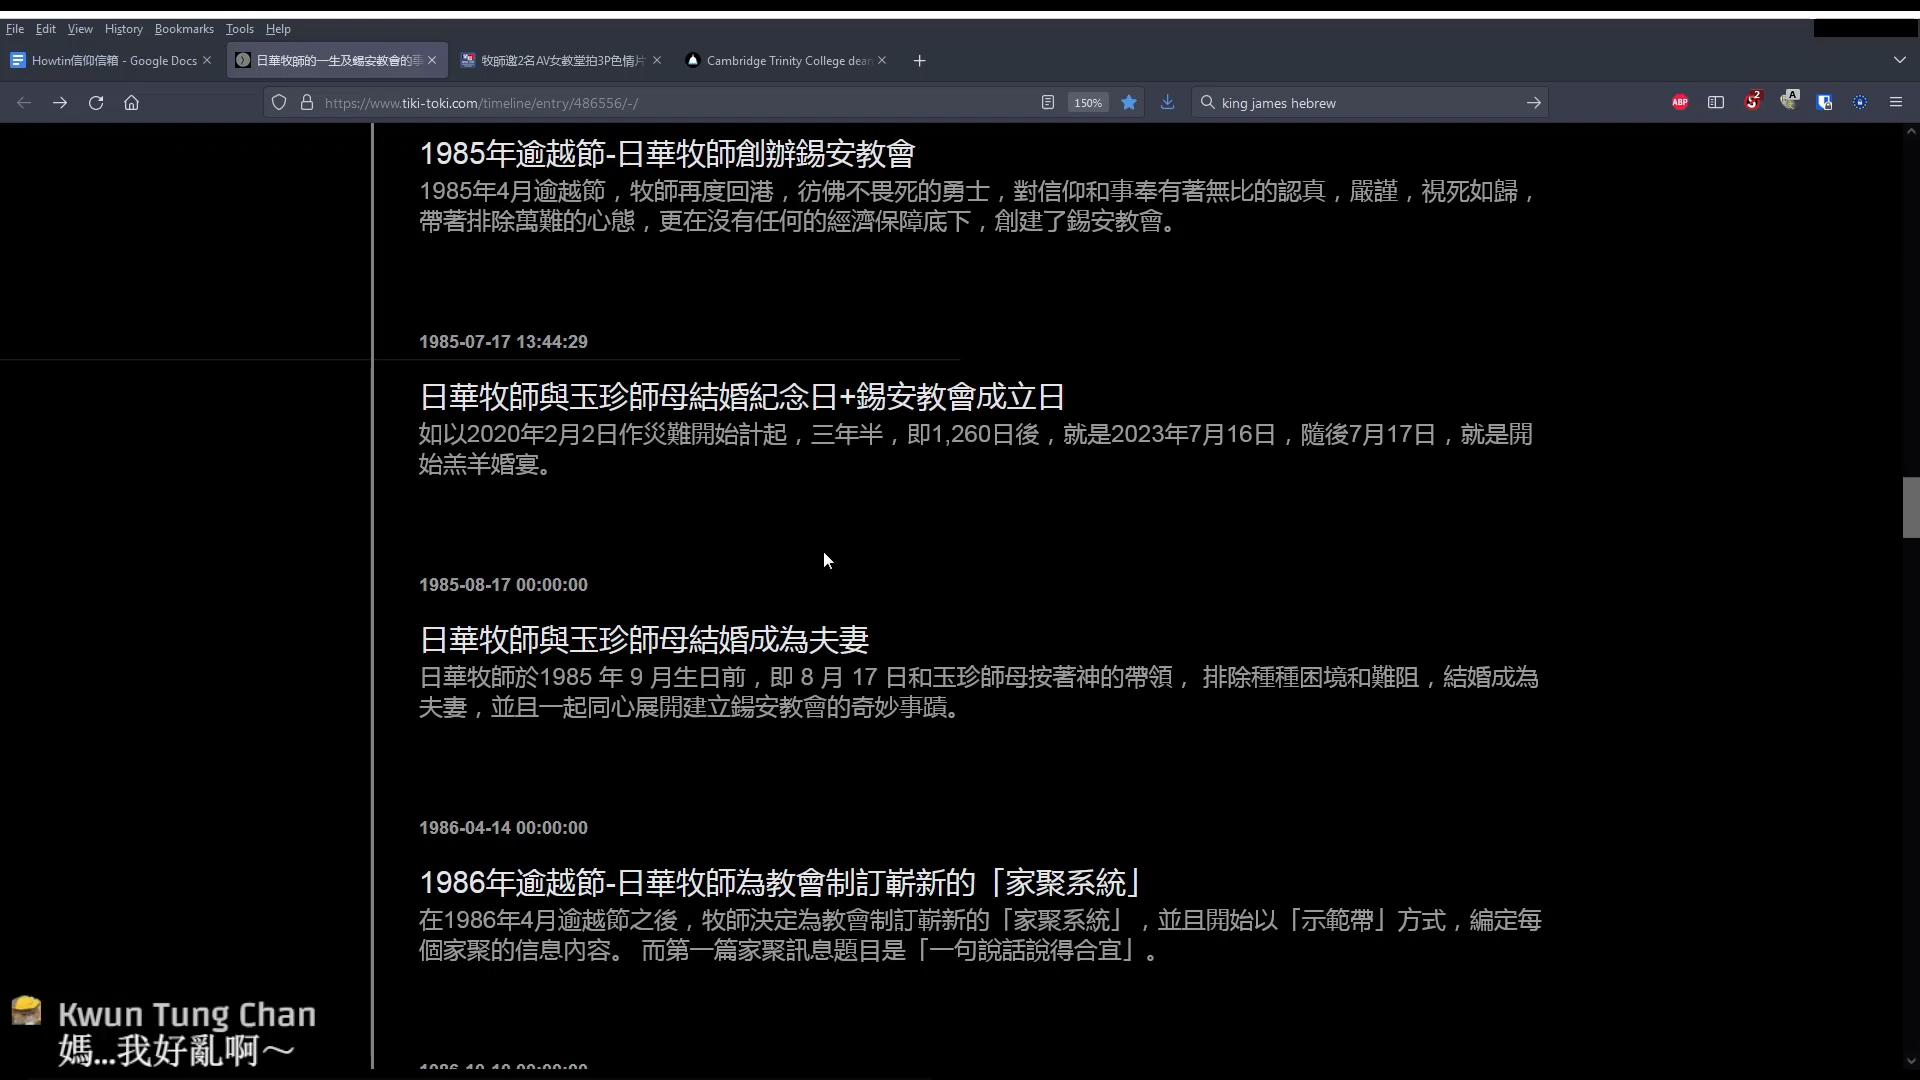 File Edit View History Bookmarks Tools Help
Howtin信仰信箱 - Google Docs
日華牧師的一生及錫安教會的事
牧師邀2名AV女教堂拍3P色情片
Cambridge Trinity College dean
https://www.tiki-toki.com/timeline/entry/486556/-/
150%
king james hebrew
ABP
2
A
1985年逾越節-日華牧師創辦錫安教會
1985年4月逾越節，牧師再度回港，彷佛不畏死的勇士，對信仰和事奉有著無比的認真，嚴謹，視死如歸，
帶著排除萬難的心態，更在沒有任何的經濟保障底下，創建了錫安教會。
1985-07-17 13:44:29
日華牧師與玉珍師母結婚紀念日+錫安教會成立日
如以2020年2月2日作災難開始計起，三年半，即1,260日後，就是2023年7月16日，隨後7月17日，就是開
始羔羊婚宴。
1985-08-17 00:00:00
日華牧師與玉珍師母結婚成為夫妻
日華牧師於1985 年 9 月生日前，即 8 月 17 日和玉珍師母按著神的帶領， 排除種種困境和難阻，結婚成為
夫妻，並且一起同心展開建立錫安教會的奇妙事蹟。
1986-04-14 00:00:00
1986年逾越節-日華牧師為教會制訂嶄新的「家聚系統」
在1986年4月逾越節之後，牧師決定為教會制訂嶄新的「家聚系統」，並且開始以「示範帶」方式，編定每
個家聚的信息內容。 而第一篇家聚訊息題目是「一句說話說得合宜」。
1986-10-10 00:00:00
Kwun Tung Chan
媽...我好亂啊～